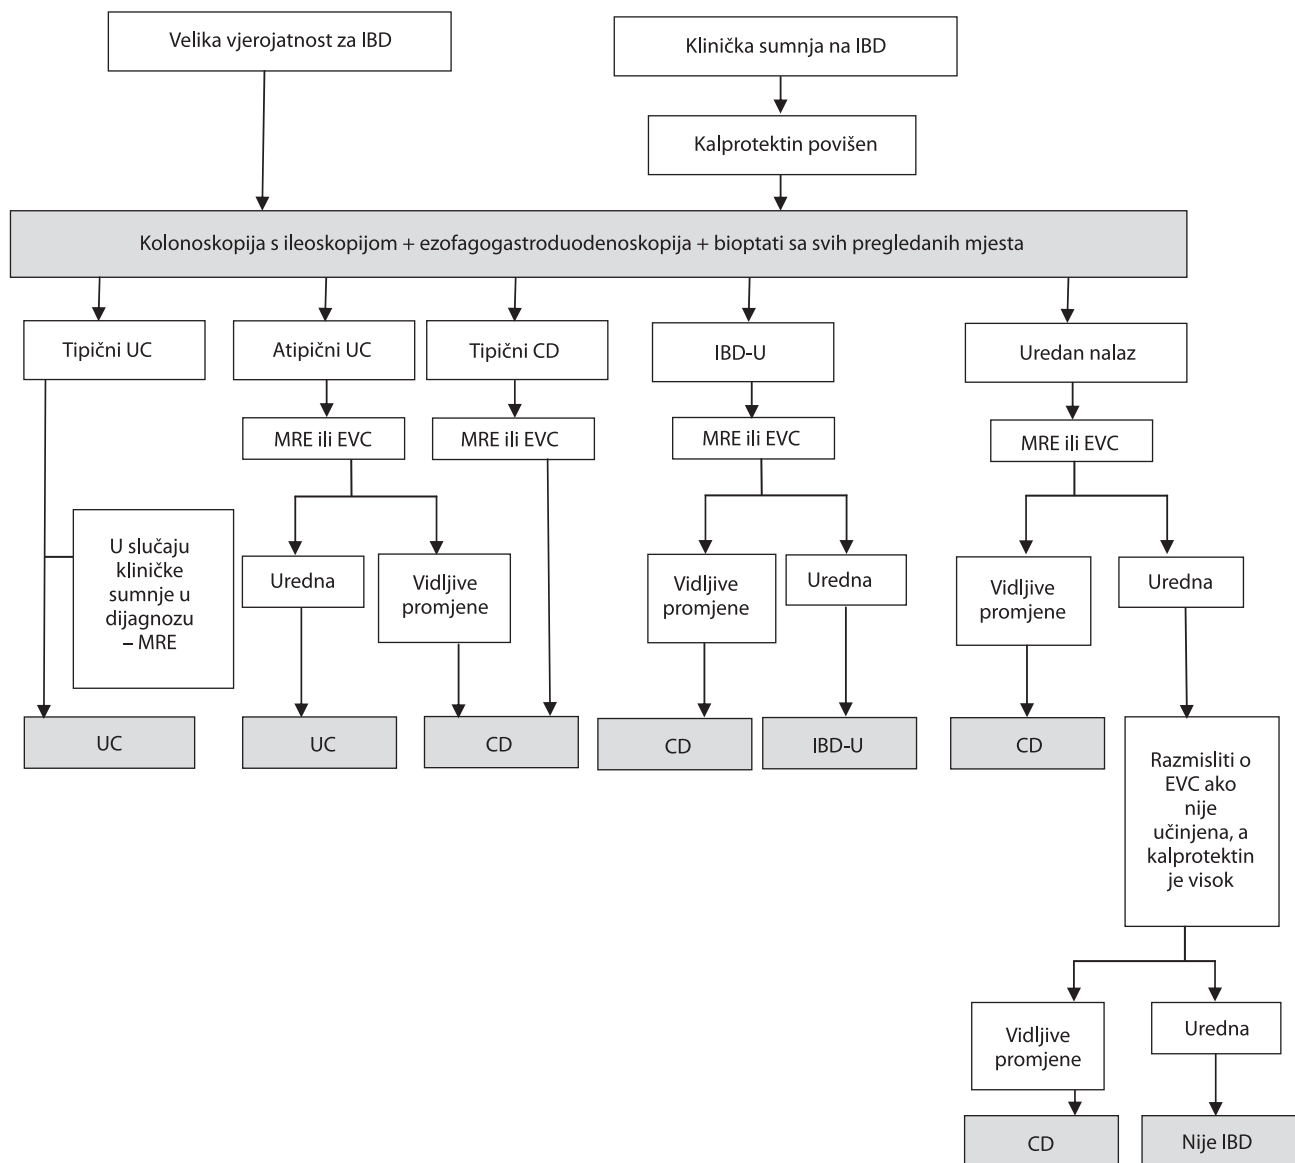 Velika vjerojatnost za IBD
Klinička sumnja na IBD
Kalprotektin povišen
Kolonoskopija s ileoskopijom + ezofagogastroduodenoskopija + bioptati sa svih pregledanih mjesta
Tipični UC
Atipični UC
Tipični CD
IBD-U
Uredan nalaz
MRE ili EVC
MRE ili EVC
MRE ili EVC
MRE ili EVC
U slučaju
kliničke
sumnje u
dijagnozu
– MRE
Uredna
Vidljive
promjene
Vidljive
promjene
Uredna
Vidljive
promjene
Uredna
UC
UC
CD
CD
IBD-U
CD
Razmisliti o
EVC ako
nije
učinjena, a
kalprotektin
je visok
Vidljive
promjene
Uredna
CD
Nije IBD